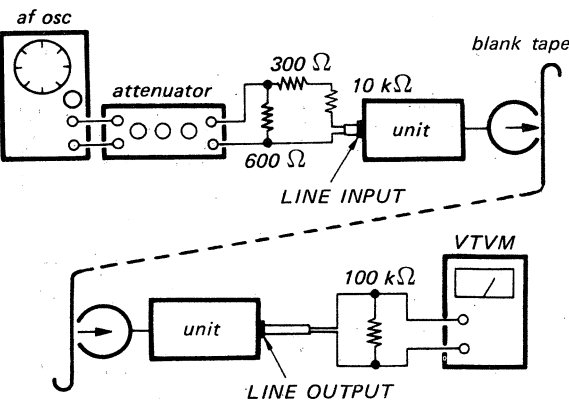 af osc
blank tape
300 Ω
attenuator
10 kΩ
unit
600 Ω
LINE INPUT
VTVM
100 kΩ
unit
LINE OUTPUT